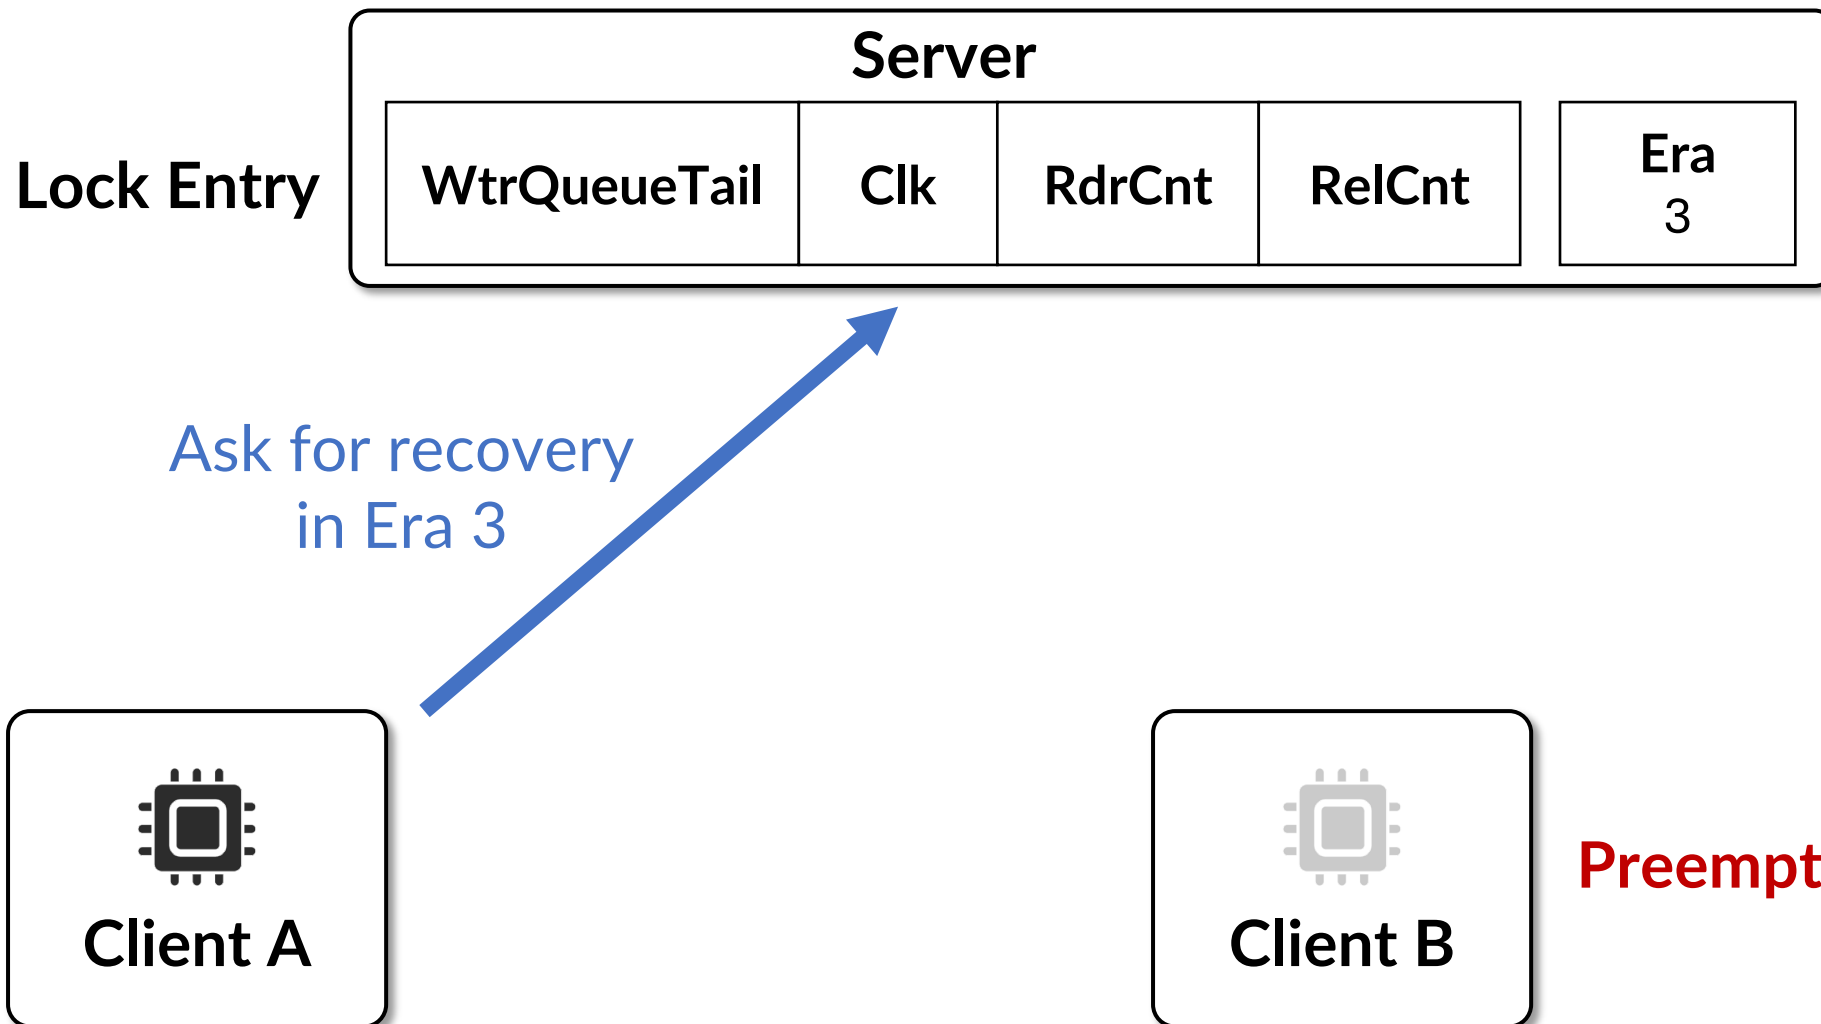 Server
Lock Entry
WtrQueueTail
Clk
RdrCnt
RelCnt
Era
3
Ask for recovery
in Era 3
Client A
Client B
Preempt